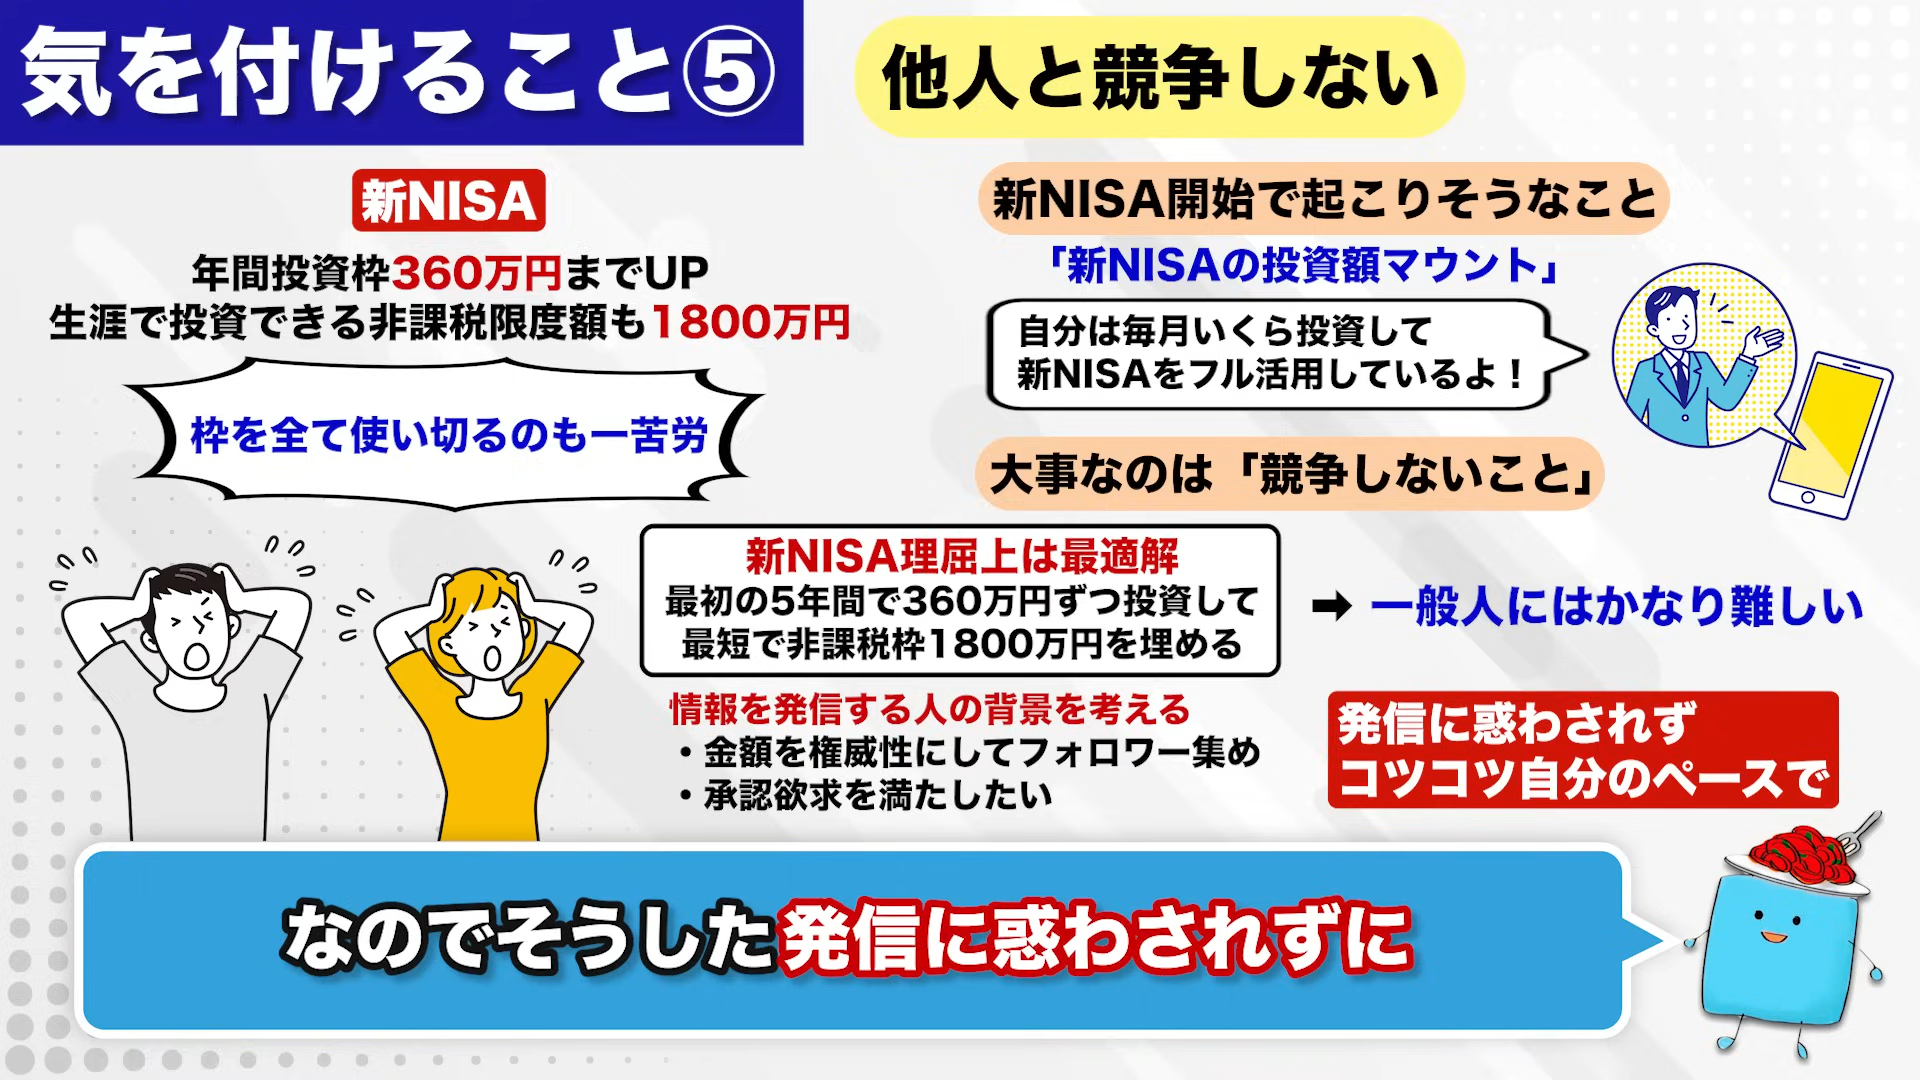 気を付けること⑤
他人と競争しない
新NISA
年間投資枠360万円までUP
生涯で投資できる非課税限度額も1800万円
枠を全て使い切るのも一苦労
新NISA開始で起こりそうなこと
「新NISAの投資額マウント」
自分は毎月いくら投資して
新NISAをフル活用しているよ！
大事なのは「競争しないこと」
新NISA理屈上は最適解
最初の5年間で360万円ずつ投資して
最短で非課税枠1800万円を埋める
➡ 一般人にはかなり難しい
情報を発信する人の背景を考える
・金額を権威性にしてフォロワー集め
・承認欲求を満たしたい
発信に惑わされず
コツコツ自分のペースで
なのでそうした発信に惑わされずに